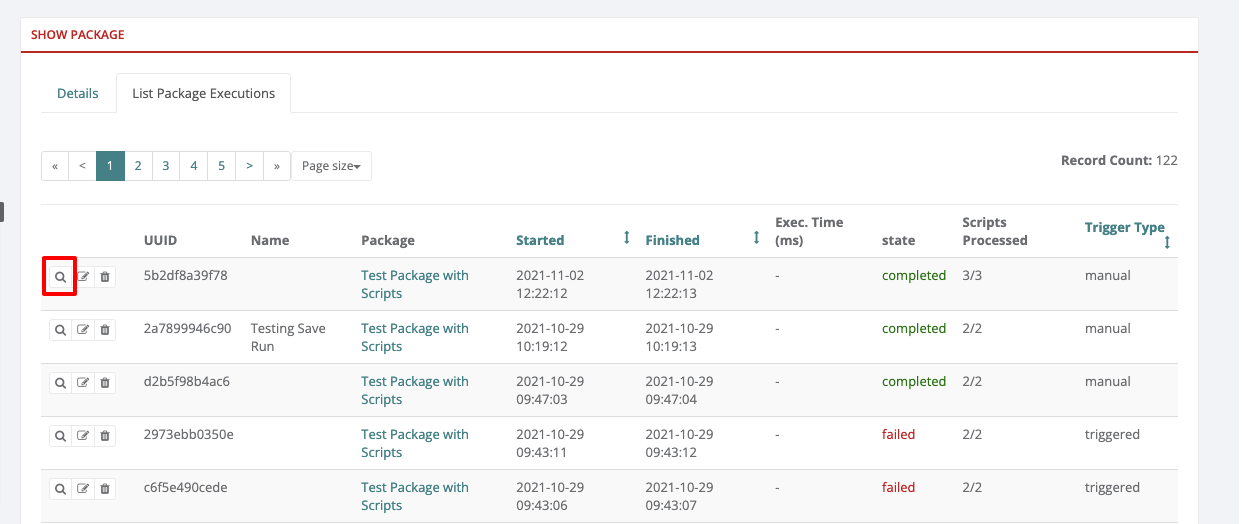 SHOW PACKAGE
Details List Package Executions
« < 1 2 3 4 5 > » Page size
Record Count: 122
UUID Name Package Started Finished Exec. Time (ms) state Scripts Processed Trigger Type
5b2df8a39f78 Test Package with Scripts 2021-11-02 12:22:12 2021-11-02 12:22:13 - completed 3/3 manual
2a7899946c90 Testing Save Run Test Package with Scripts 2021-10-29 10:19:12 2021-10-29 10:19:13 - completed 2/2 manual
d2b5f98b4ac6 Test Package with Scripts 2021-10-29 09:47:03 2021-10-29 09:47:04 - completed 2/2 manual
2973ebb0350e Test Package with Scripts 2021-10-29 09:43:11 2021-10-29 09:43:12 - failed 2/2 triggered
c6f5e490cede Test Package with Scripts 2021-10-29 09:43:06 2021-10-29 09:43:07 - failed 2/2 triggered